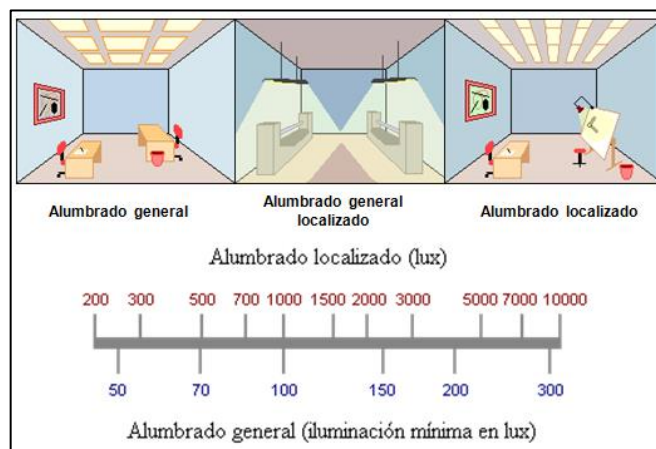 Alumbrado general
Alumbrado general
localizado
Alumbrado localizado
Alumbrado localizado (lux)
200 300 500 700 1000 1500 2000 3000 5000 7000 10000
50 70 100 150 200 300
Alumbrado general (iluminación mínima en lux)